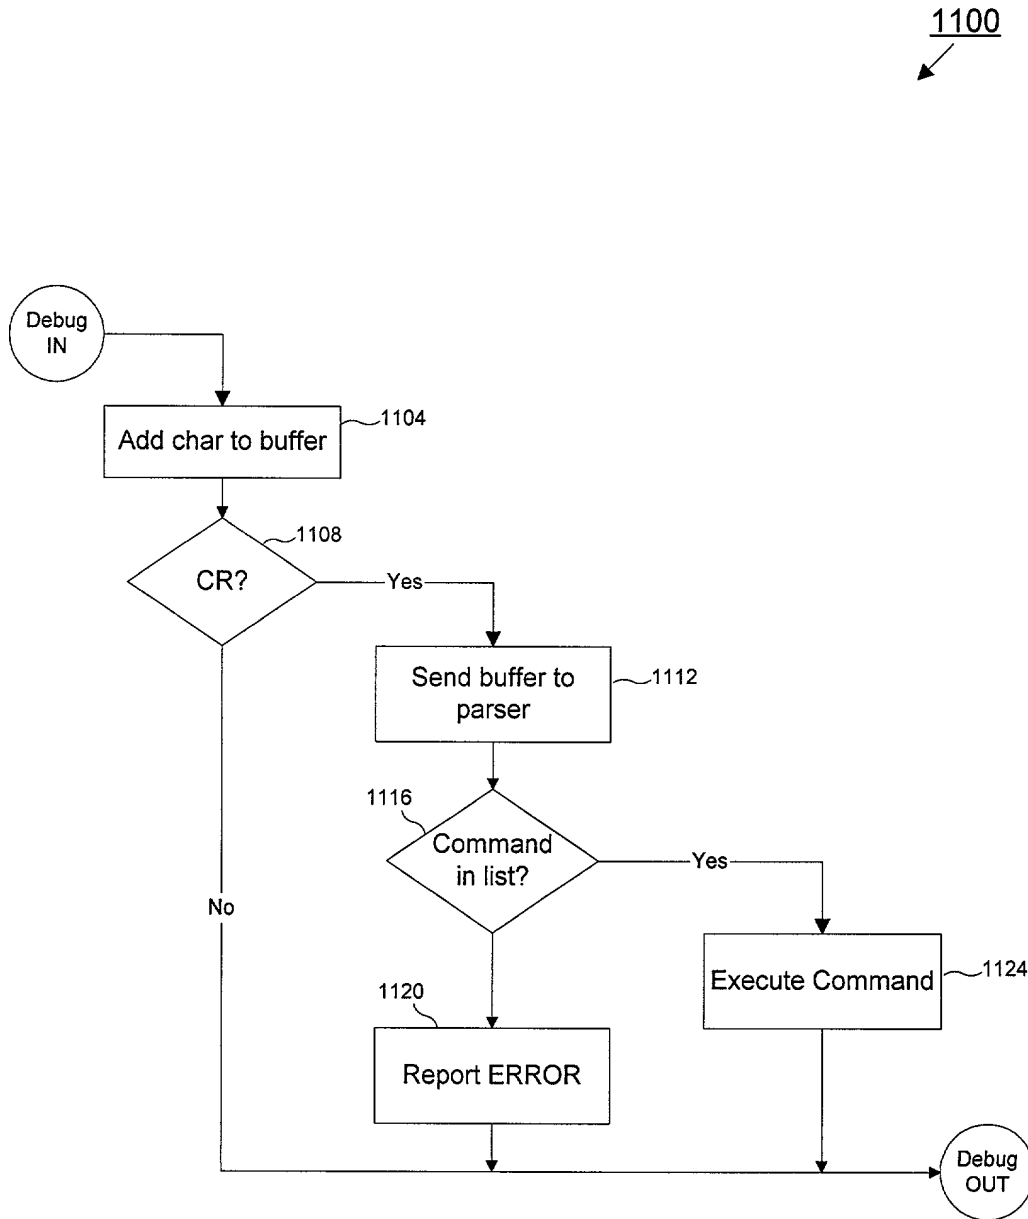 1100
Debug
IN
Add char to buffer
1104
1108
CR?
Yes
Send buffer to
parser
1112
1116
Command
in list?
Yes
No
Execute Command
1124
1120
Report ERROR
Debug
OUT